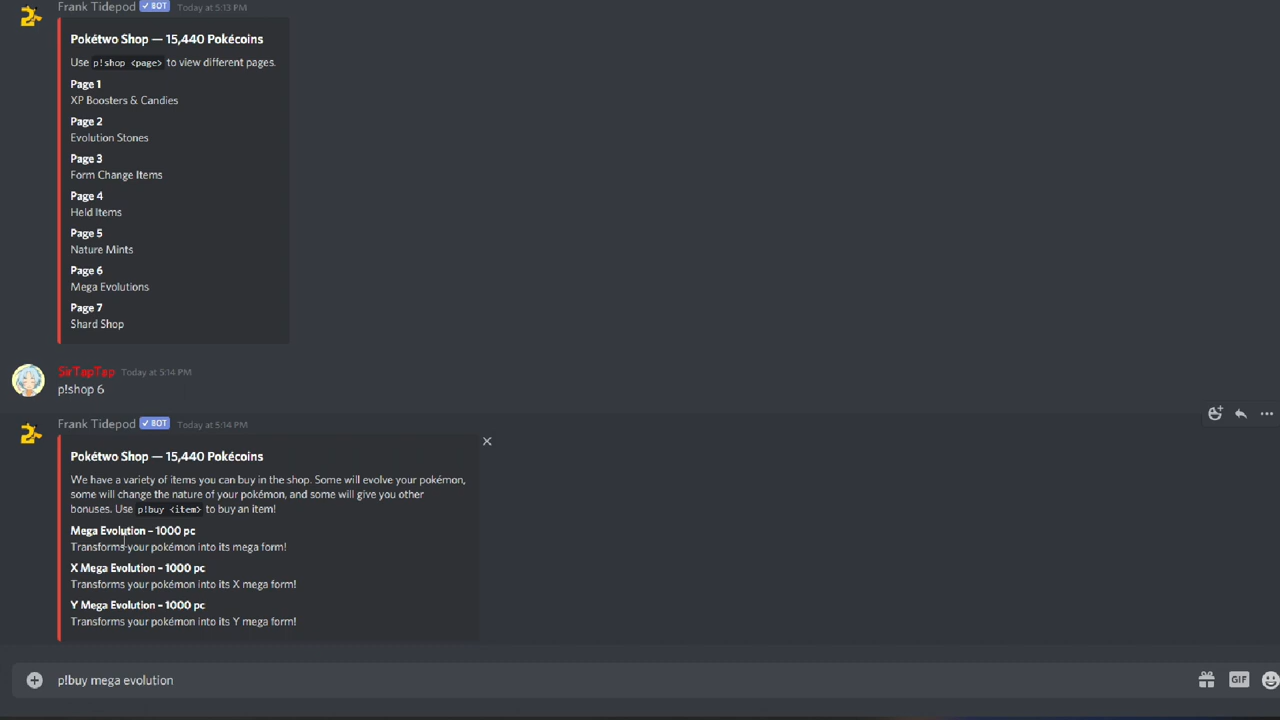 Frank Tidepod ✓ BOT Today at 5:13 PM
Pokétwo Shop — 15,440 Pokécoins
Use p!shop <page> to view different pages.
Page 1
XP Boosters & Candies
Page 2
Evolution Stones
Page 3
Form Change Items
Page 4
Held Items
Page 5
Nature Mints
Page 6
Mega Evolutions
Page 7
Shard Shop
SirTapTap Today at 5:14 PM
p!shop 6
Frank Tidepod ✓ BOT Today at 5:14 PM
Pokétwo Shop — 15,440 Pokécoins
We have a variety of items you can buy in the shop. Some will evolve your pokémon,
some will change the nature of your pokémon, and some will give you other
bonuses. Use p!buy <item> to buy an item!
Mega Evolution – 1000 pc
Transforms your pokémon into its mega form!
X Mega Evolution – 1000 pc
Transforms your pokémon into its X mega form!
Y Mega Evolution – 1000 pc
Transforms your pokémon into its Y mega form!
p!buy mega evolution
GIF